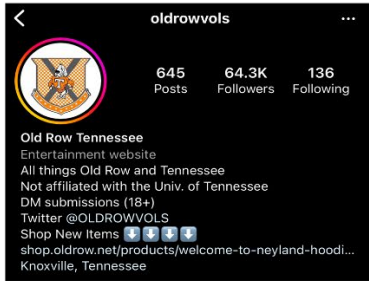 oldrowvols
645 64.3K 136
Posts Followers Following
Old Row Tennessee
Entertainment website
All things Old Row and Tennessee
Not affiliated with the Univ. of Tennessee
DM submissions (18+)
Twitter @OLDROWVOLS
Shop New Items ⬇️⬇️⬇️⬇️
shop.oldrow.net/products/welcome-to-neyland-hoodi...
Knoxville, Tennessee